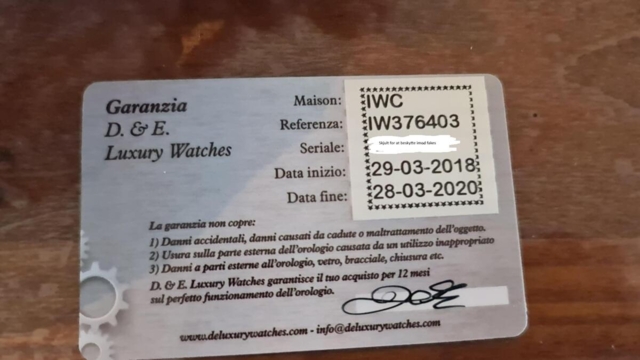 Garanzia
D. & E.
Luxury Watches
Maison: IWC
Referenza: IW376403
Seriale:
Data inizio: 29-03-2018
Data fine: 28-03-2020
La garanzia non copre:
1) Danni accidentali, danni causati da cadute o maltrattamento dell'oggetto.
2) Usura sulla parte esterna dell'orologio causata da un utilizzo inappropriato
3) Danni a parti esterne all'orologio, vetro, bracciale, chiusura etc.
D. & E. Luxury Watches garantisce il tuo acquisto per 12 mesi
sul perfetto funzionamento dell'orologio.
www.deluxurywatches.com - info@deluxurywatches.com